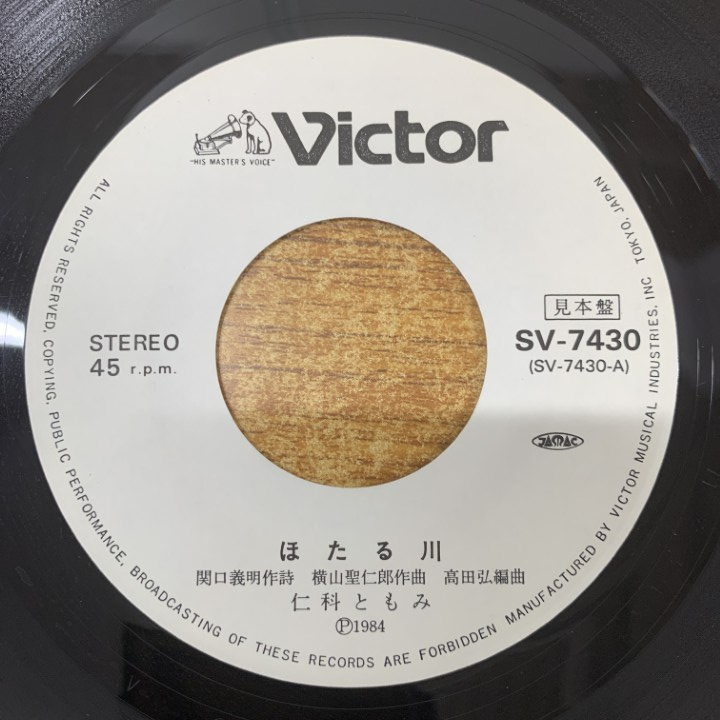 Victor
"HIS MASTER'S VOICE"
STEREO
45 r.p.m.
見本盤
SV-7430
(SV-7430-A)
JASRAC
ほたる川
関口義明作詩 横山聖仁郎作曲 高田弘編曲
仁科ともみ
Ⓟ1984
ALL RIGHTS RESERVED. COPYING. PUBLIC PERFORMANCE, BROADCASTING OF THESE RECORDS ARE FORBIDDEN MANUFACTURED BY VICTOR MUSICAL INDUSTRIES, INC TOKYO, JAPAN